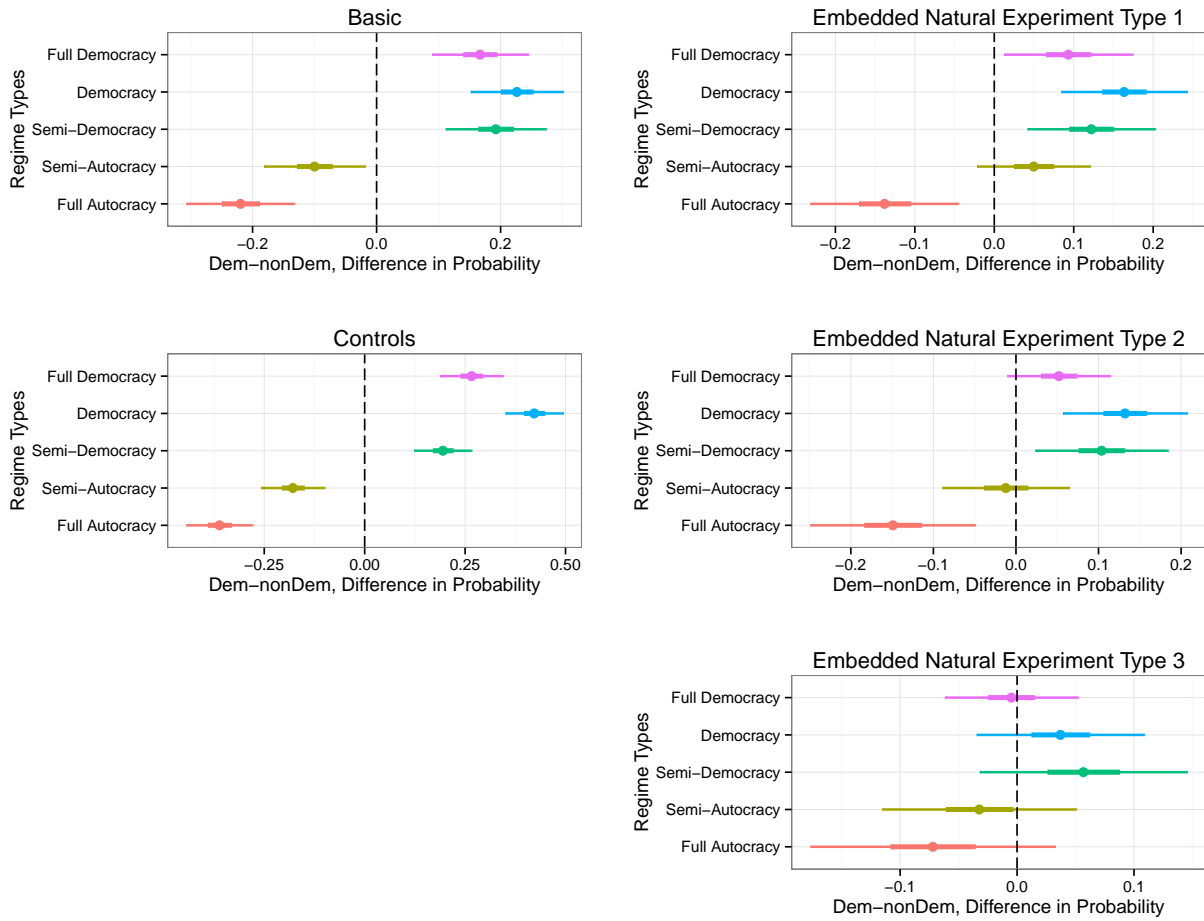 Basic
Regime Types
Full Democracy
Democracy
Semi−Democracy
Semi−Autocracy
Full Autocracy
−0.2 0.0 0.2
Dem−nonDem, Difference in Probability
Embedded Natural Experiment Type 1
Regime Types
Full Democracy
Democracy
Semi−Democracy
Semi−Autocracy
Full Autocracy
−0.2 −0.1 0.0 0.1 0.2
Dem−nonDem, Difference in Probability
Controls
Regime Types
Full Democracy
Democracy
Semi−Democracy
Semi−Autocracy
Full Autocracy
−0.25 0.00 0.25 0.50
Dem−nonDem, Difference in Probability
Embedded Natural Experiment Type 2
Regime Types
Full Democracy
Democracy
Semi−Democracy
Semi−Autocracy
Full Autocracy
−0.2 −0.1 0.0 0.1 0.2
Dem−nonDem, Difference in Probability
Embedded Natural Experiment Type 3
Regime Types
Full Democracy
Democracy
Semi−Democracy
Semi−Autocracy
Full Autocracy
−0.1 0.0 0.1
Dem−nonDem, Difference in Probability